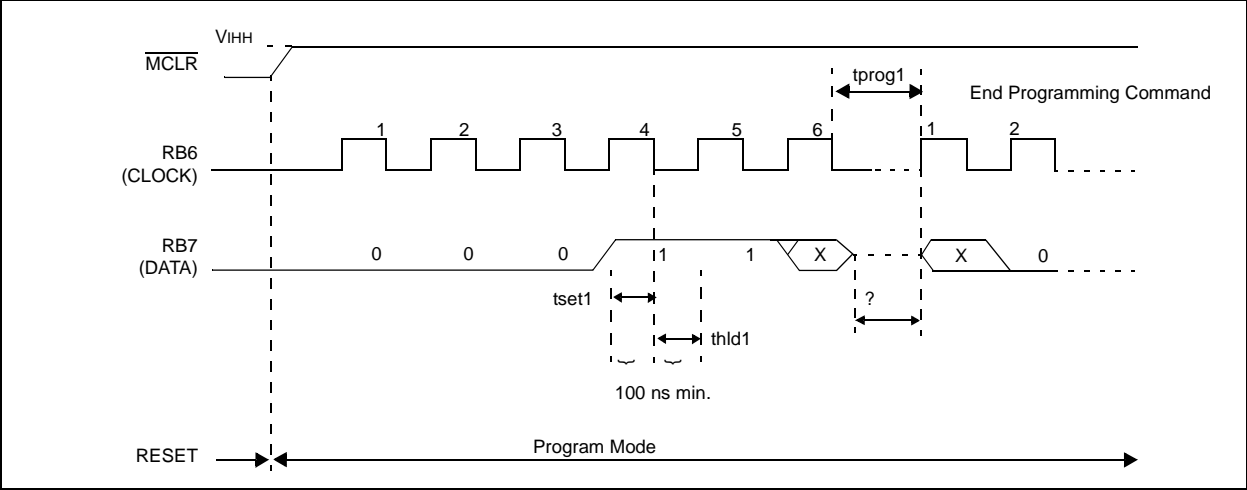 VIHH
MCLR
tprog1
End Programming Command
1 2 3 4 5 6 1 2
RB6
(CLOCK)
RB7
(DATA)
0 0 0 1 1 X X 0
tset1
?
thld1
100 ns min.
RESET
Program Mode